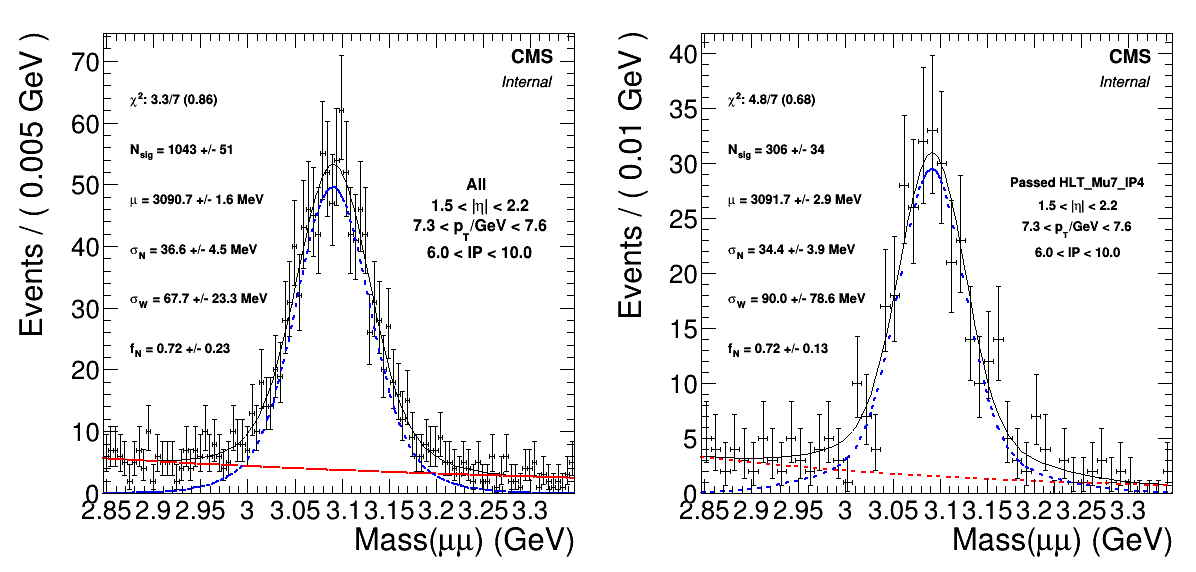 CMS
Internal
χ²: 3.3/7 (0.86)
N_sig = 1043 +/- 51
μ = 3090.7 +/- 1.6 MeV
σ_N = 36.6 +/- 4.5 MeV
σ_W = 67.7 +/- 23.3 MeV
f_N = 0.72 +/- 0.23
All
1.5 < |η| < 2.2
7.3 < p_T/GeV < 7.6
6.0 < IP < 10.0
Events / ( 0.005 GeV )
70
60
50
40
30
20
10
0
2.85 2.9 2.95 3 3.05 3.1 3.15 3.2 3.25 3.3
Mass(μμ) (GeV)
CMS
Internal
χ²: 4.8/7 (0.68)
N_sig = 306 +/- 34
μ = 3091.7 +/- 2.9 MeV
σ_N = 34.4 +/- 3.9 MeV
σ_W = 90.0 +/- 78.6 MeV
f_N = 0.72 +/- 0.13
Passed HLT_Mu7_IP4
1.5 < |η| < 2.2
7.3 < p_T/GeV < 7.6
6.0 < IP < 10.0
Events / ( 0.01 GeV )
40
35
30
25
20
15
10
5
0
2.85 2.9 2.95 3 3.05 3.1 3.15 3.2 3.25 3.3
Mass(μμ) (GeV)